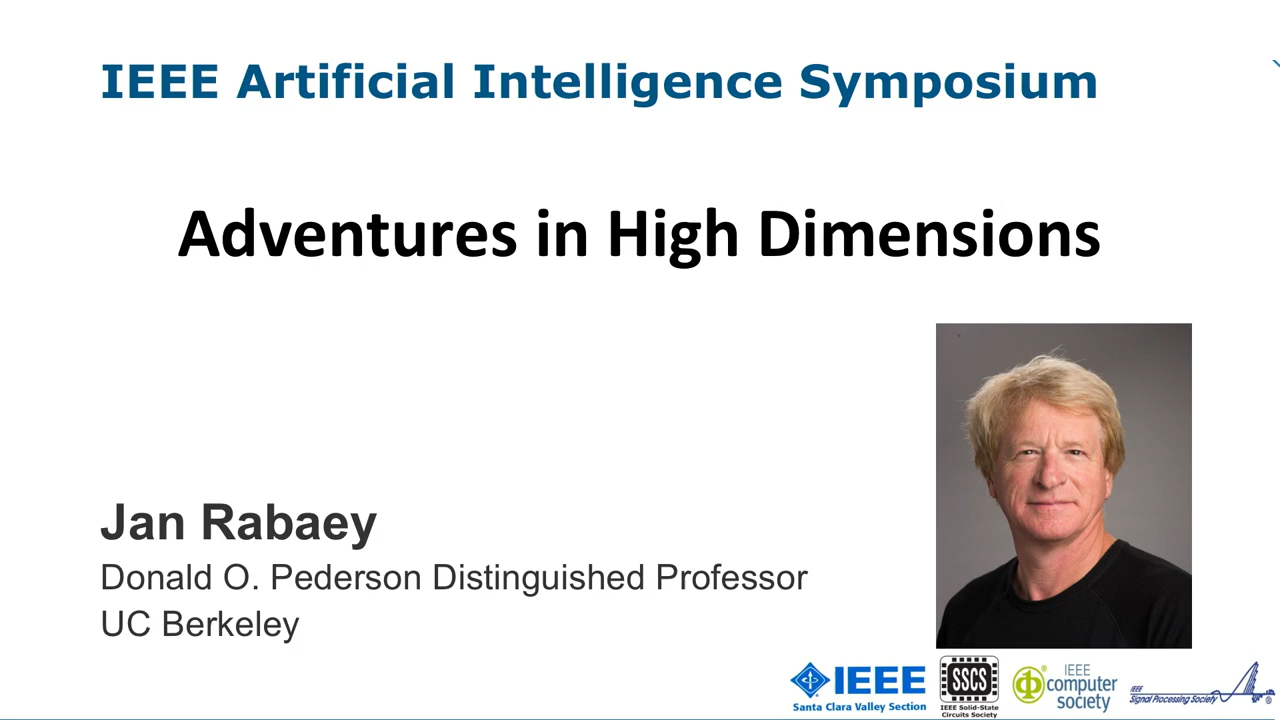 IEEE Artificial Intelligence Symposium
Adventures in High Dimensions
Jan Rabaey
Donald O. Pederson Distinguished Professor
UC Berkeley
IEEE
Santa Clara Valley Section
SSCS
IEEE Solid-State
Circuits Society
IEEE
computer
society
IEEE
Signal Processing Society